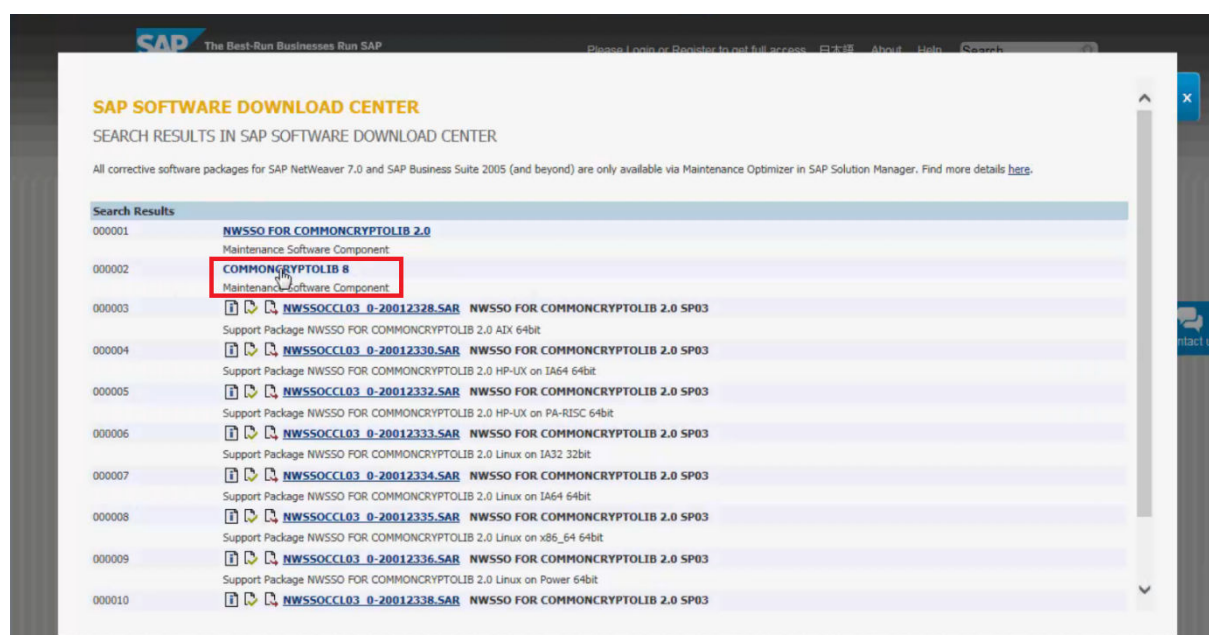 SAP The Best-Run Businesses Run SAP
Please Login or Register to get full access 日本語 About Help Search
x
SAP SOFTWARE DOWNLOAD CENTER
SEARCH RESULTS IN SAP SOFTWARE DOWNLOAD CENTER
All corrective software packages for SAP NetWeaver 7.0 and SAP Business Suite 2005 (and beyond) are only available via Maintenance Optimizer in SAP Solution Manager. Find more details here.
Search Results
000001 NWSSO FOR COMMONCRYPTOLIB 2.0
Maintenance Software Component
000002 COMMONCRYPTOLIB 8
Maintenance Software Component
000003 NWSSOCCL03_0-20012328.SAR NWSSO FOR COMMONCRYPTOLIB 2.0 SP03
Support Package NWSSO FOR COMMONCRYPTOLIB 2.0 AIX 64bit
000004 NWSSOCCL03_0-20012330.SAR NWSSO FOR COMMONCRYPTOLIB 2.0 SP03
Support Package NWSSO FOR COMMONCRYPTOLIB 2.0 HP-UX on IA64 64bit
000005 NWSSOCCL03_0-20012332.SAR NWSSO FOR COMMONCRYPTOLIB 2.0 SP03
Support Package NWSSO FOR COMMONCRYPTOLIB 2.0 HP-UX on PA-RISC 64bit
000006 NWSSOCCL03_0-20012333.SAR NWSSO FOR COMMONCRYPTOLIB 2.0 SP03
Support Package NWSSO FOR COMMONCRYPTOLIB 2.0 Linux on IA32 32bit
000007 NWSSOCCL03_0-20012334.SAR NWSSO FOR COMMONCRYPTOLIB 2.0 SP03
Support Package NWSSO FOR COMMONCRYPTOLIB 2.0 Linux on IA64 64bit
000008 NWSSOCCL03_0-20012335.SAR NWSSO FOR COMMONCRYPTOLIB 2.0 SP03
Support Package NWSSO FOR COMMONCRYPTOLIB 2.0 Linux on x86_64 64bit
000009 NWSSOCCL03_0-20012336.SAR NWSSO FOR COMMONCRYPTOLIB 2.0 SP03
Support Package NWSSO FOR COMMONCRYPTOLIB 2.0 Linux on Power 64bit
000010 NWSSOCCL03_0-20012338.SAR NWSSO FOR COMMONCRYPTOLIB 2.0 SP03